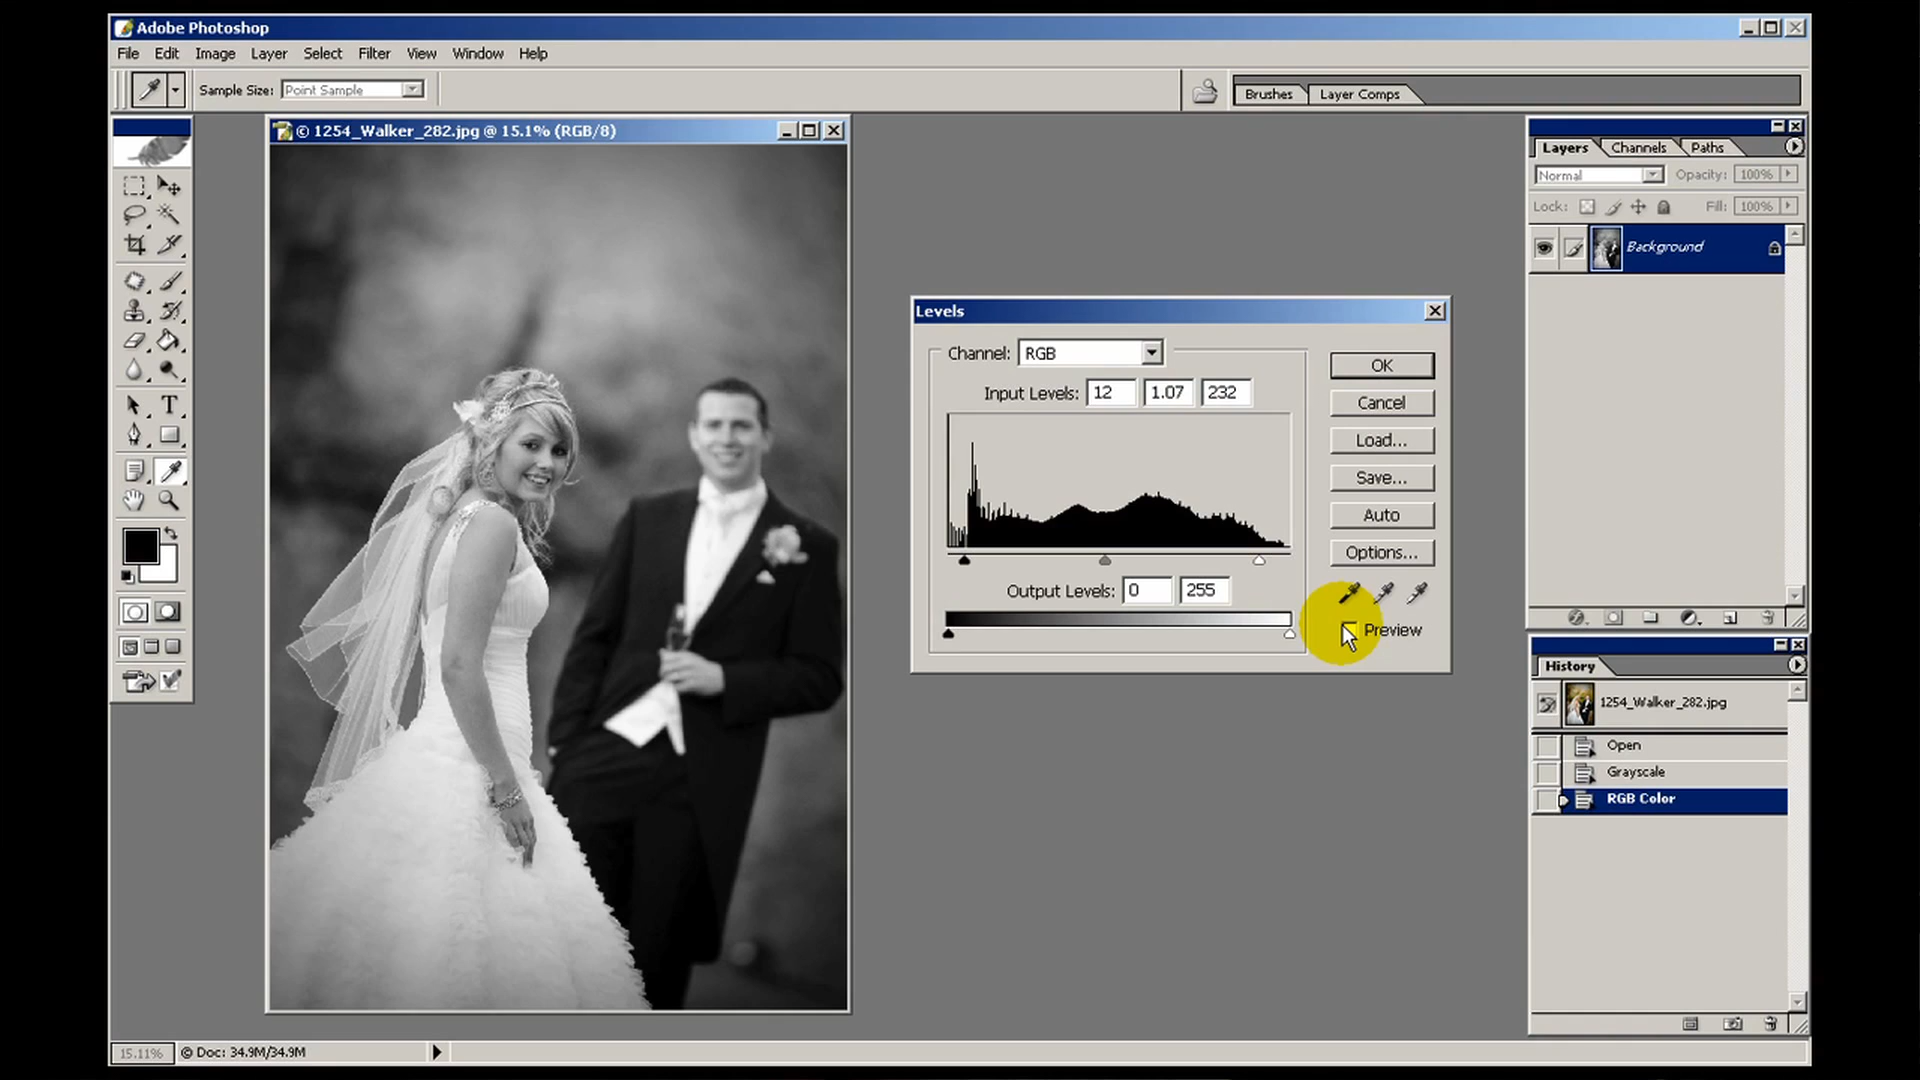 Adobe Photoshop
File Edit Image Layer Select Filter View Window Help
Sample Size: Point Sample
Brushes Layer Comps
© 1254_Walker_282.jpg @ 15.1% (RGB/8)
Layers Channels Paths
Normal Opacity: 100%
Lock: Fill: 100%
Background
Levels
Channel: RGB
Input Levels: 12 1.07 232
OK
Cancel
Load...
Save...
Auto
Options...
Output Levels: 0 255
Preview
T
History
1254_Walker_282.jpg
Open
Grayscale
RGB Color
15.11% © Doc: 34.9M/34.9M